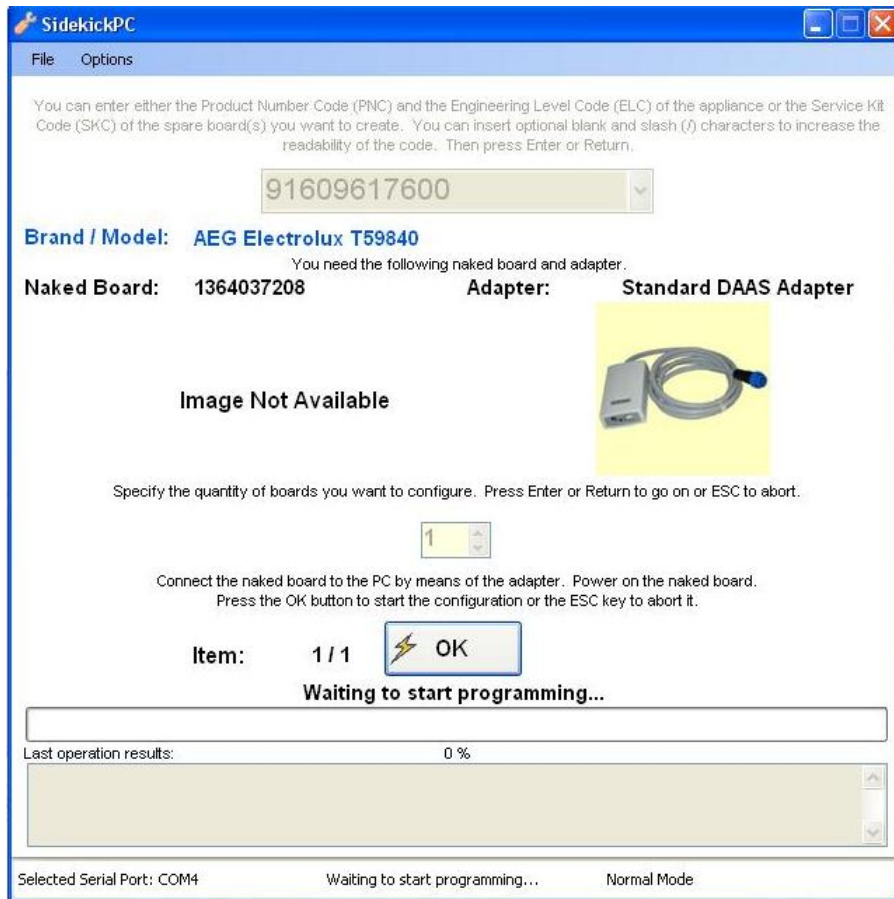 SidekickPC
File Options
You can enter either the Product Number Code (PNC) and the Engineering Level Code (ELC) of the appliance or the Service Kit
Code (SKC) of the spare board(s) you want to create. You can insert optional blank and slash (/) characters to increase the
readability of the code. Then press Enter or Return.
91609617600
Brand / Model: AEG Electrolux T59840
You need the following naked board and adapter.
Naked Board: 1364037208 Adapter: Standard DAAS Adapter
Image Not Available
Specify the quantity of boards you want to configure. Press Enter or Return to go on or ESC to abort.
1
Connect the naked board to the PC by means of the adapter. Power on the naked board.
Press the OK button to start the configuration or the ESC key to abort it.
Item: 1 / 1 OK
Waiting to start programming...
Last operation results: 0 %
Selected Serial Port: COM4 Waiting to start programming... Normal Mode